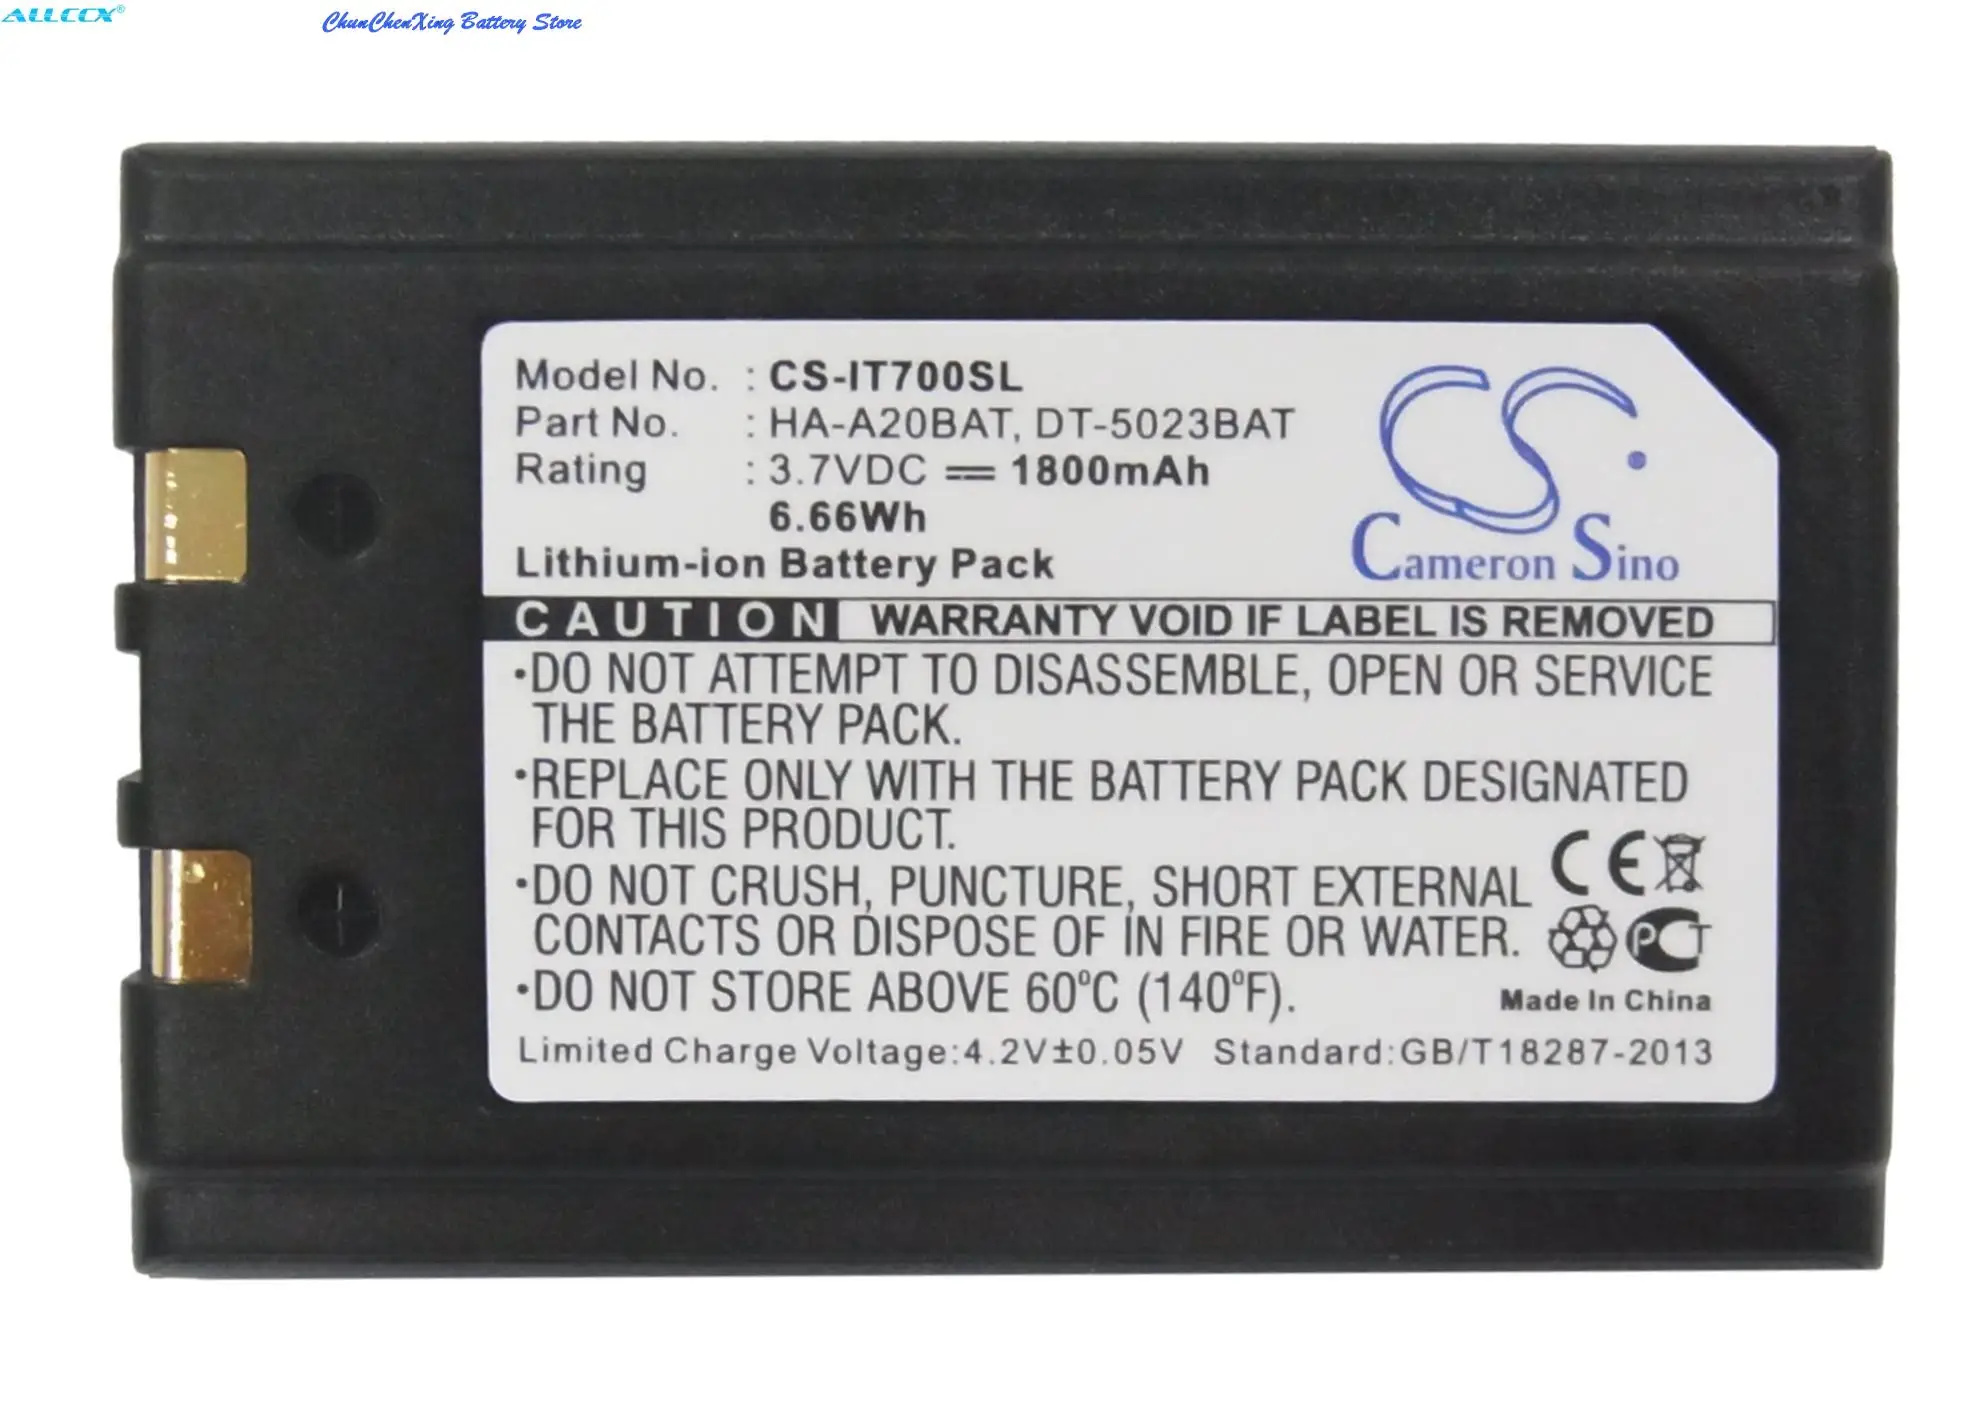 ALLCCX®
ChunChenXing Battery Store
Model No. : CS-IT700SL
Part No. : HA-A20BAT, DT-5023BAT
Rating : 3.7VDC ⎓ 1800mAh
6.66Wh
Lithium-ion Battery Pack
CS
Cameron Sino
CAUTION WARRANTY VOID IF LABEL IS REMOVED
·DO NOT ATTEMPT TO DISASSEMBLE, OPEN OR SERVICE
THE BATTERY PACK.
·REPLACE ONLY WITH THE BATTERY PACK DESIGNATED
FOR THIS PRODUCT.
·DO NOT CRUSH, PUNCTURE, SHORT EXTERNAL
CONTACTS OR DISPOSE OF IN FIRE OR WATER.
·DO NOT STORE ABOVE 60°C (140°F).
CE
PCT
Made In China
Limited Charge Voltage:4.2V±0.05V Standard:GB/T18287-2013